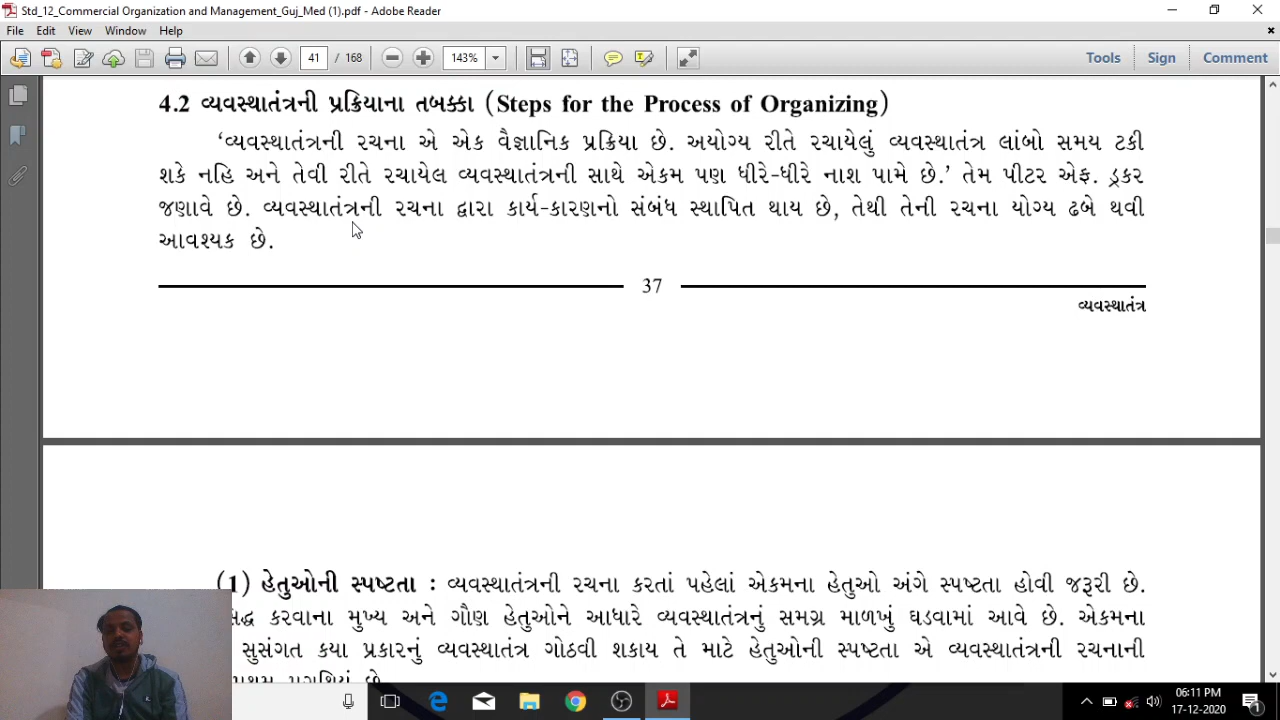 Std_12_Commercial Organization and Management_Guj_Med (1).pdf - Adobe Reader
File Edit View Window Help
41 / 168 143% Tools Sign Comment
4.2 વ્યવસ્થાતંત્રની પ્રક્રિયાના તબક્કા (Steps for the Process of Organizing)
'વ્યવસ્થાતંત્રની રચના એ એક વૈજ્ઞાનિક પ્રક્રિયા છે. અયોગ્ય રીતે રચાયેલું વ્યવસ્થાતંત્ર લાંબો સમય ટકી
શકે નહિ અને તેવી રીતે રચાયેલ વ્યવસ્થાતંત્રની સાથે એકમ પણ ધીરે-ધીરે નાશ પામે છે.' તેમ પીટર એફ. ડ્રકર
જણાવે છે. વ્યવસ્થાતંત્રની રચના દ્વારા કાર્ય-કારણનો સંબંધ સ્થાપિત થાય છે, તેથી તેની રચના યોગ્ય ઢબે થવી
આવશ્યક છે.
37
વ્યવસ્થાતંત્ર
(1) હેતુઓની સ્પષ્ટતા : વ્યવસ્થાતંત્રની રચના કરતાં પહેલાં એકમના હેતુઓ અંગે સ્પષ્ટતા હોવી જરૂરી છે.
સિદ્ધ કરવાના મુખ્ય અને ગૌણ હેતુઓને આધારે વ્યવસ્થાતંત્રનું સમગ્ર માળખું ઘડવામાં આવે છે. એકમના
સુસંગત કયા પ્રકારનું વ્યવસ્થાતંત્ર ગોઠવી શકાય તે માટે હેતુઓની સ્પષ્ટતા એ વ્યવસ્થાતંત્રની રચનાની
06:11 PM
17-12-2020